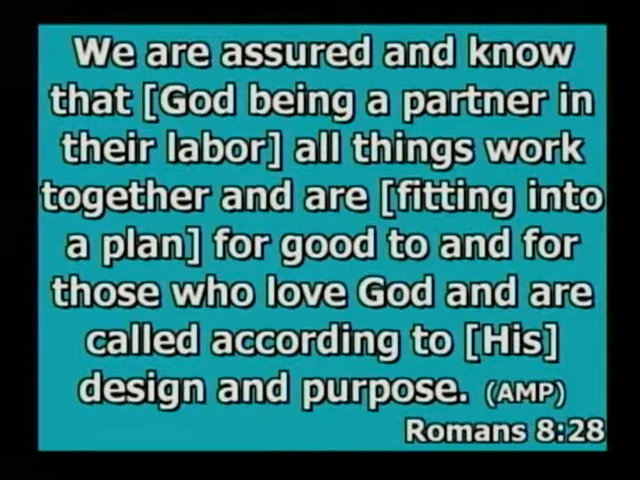 We are assured and know
that [God being a partner in
their labor] all things work
together and are [fitting into
a plan] for good to and for
those who love God and are
called according to [His]
design and purpose. (AMP)
Romans 8:28